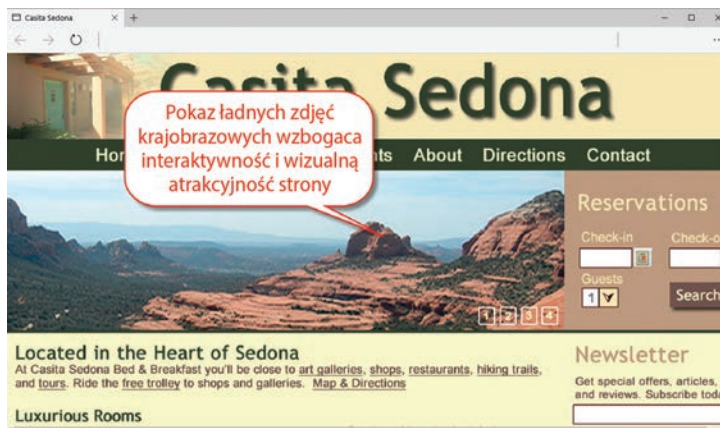 Casita Sedona
Casita Sedona
Pokaz ładnych zdjęć
krajobrazowych wzbogaca
interaktywność i wizualną
atrakcyjność strony
About Directions Contact
Reservations
Check-in
Guests
1
Search
1 2 3 4
Located in the Heart of Sedona
At Casita Sedona Bed & Breakfast you'll be close to art galleries, shops, restaurants, hiking trails,
and tours. Ride the free trolley to shops and galleries. Map & Directions
Luxurious Rooms
Newsletter
Get special offers, articles,
and reviews. Subscribe